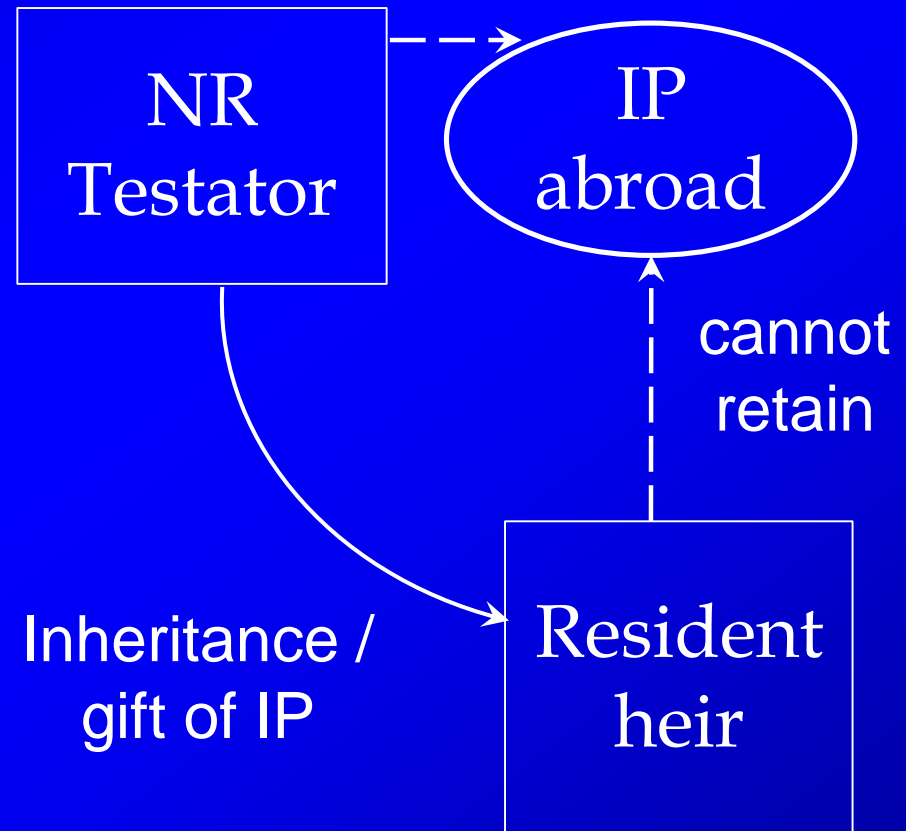 NR
Testator
IP
abroad
cannot
retain
Inheritance /
gift of IP
Resident
heir